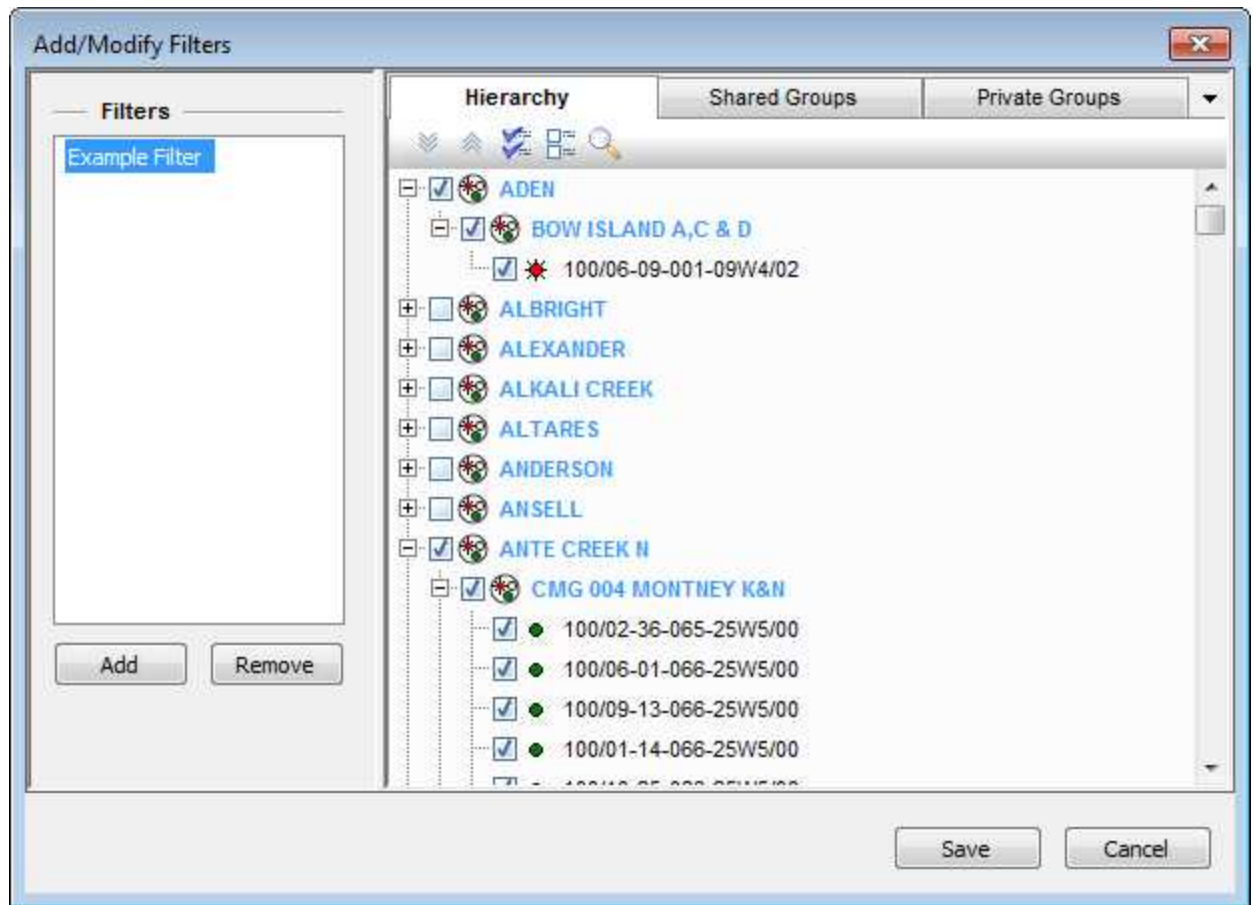 Add/Modify Filters
Filters
Example Filter
Add
Remove
Hierarchy
Shared Groups
Private Groups
ADEN
BOW ISLAND A,C & D
100/06-09-001-09W4/02
ALBRIGHT
ALEXANDER
ALKALI CREEK
ALTARES
ANDERSON
ANSELL
ANTE CREEK N
CMG 004 MONTNEY K&N
100/02-36-065-25W5/00
100/06-01-066-25W5/00
100/09-13-066-25W5/00
100/01-14-066-25W5/00
Save
Cancel